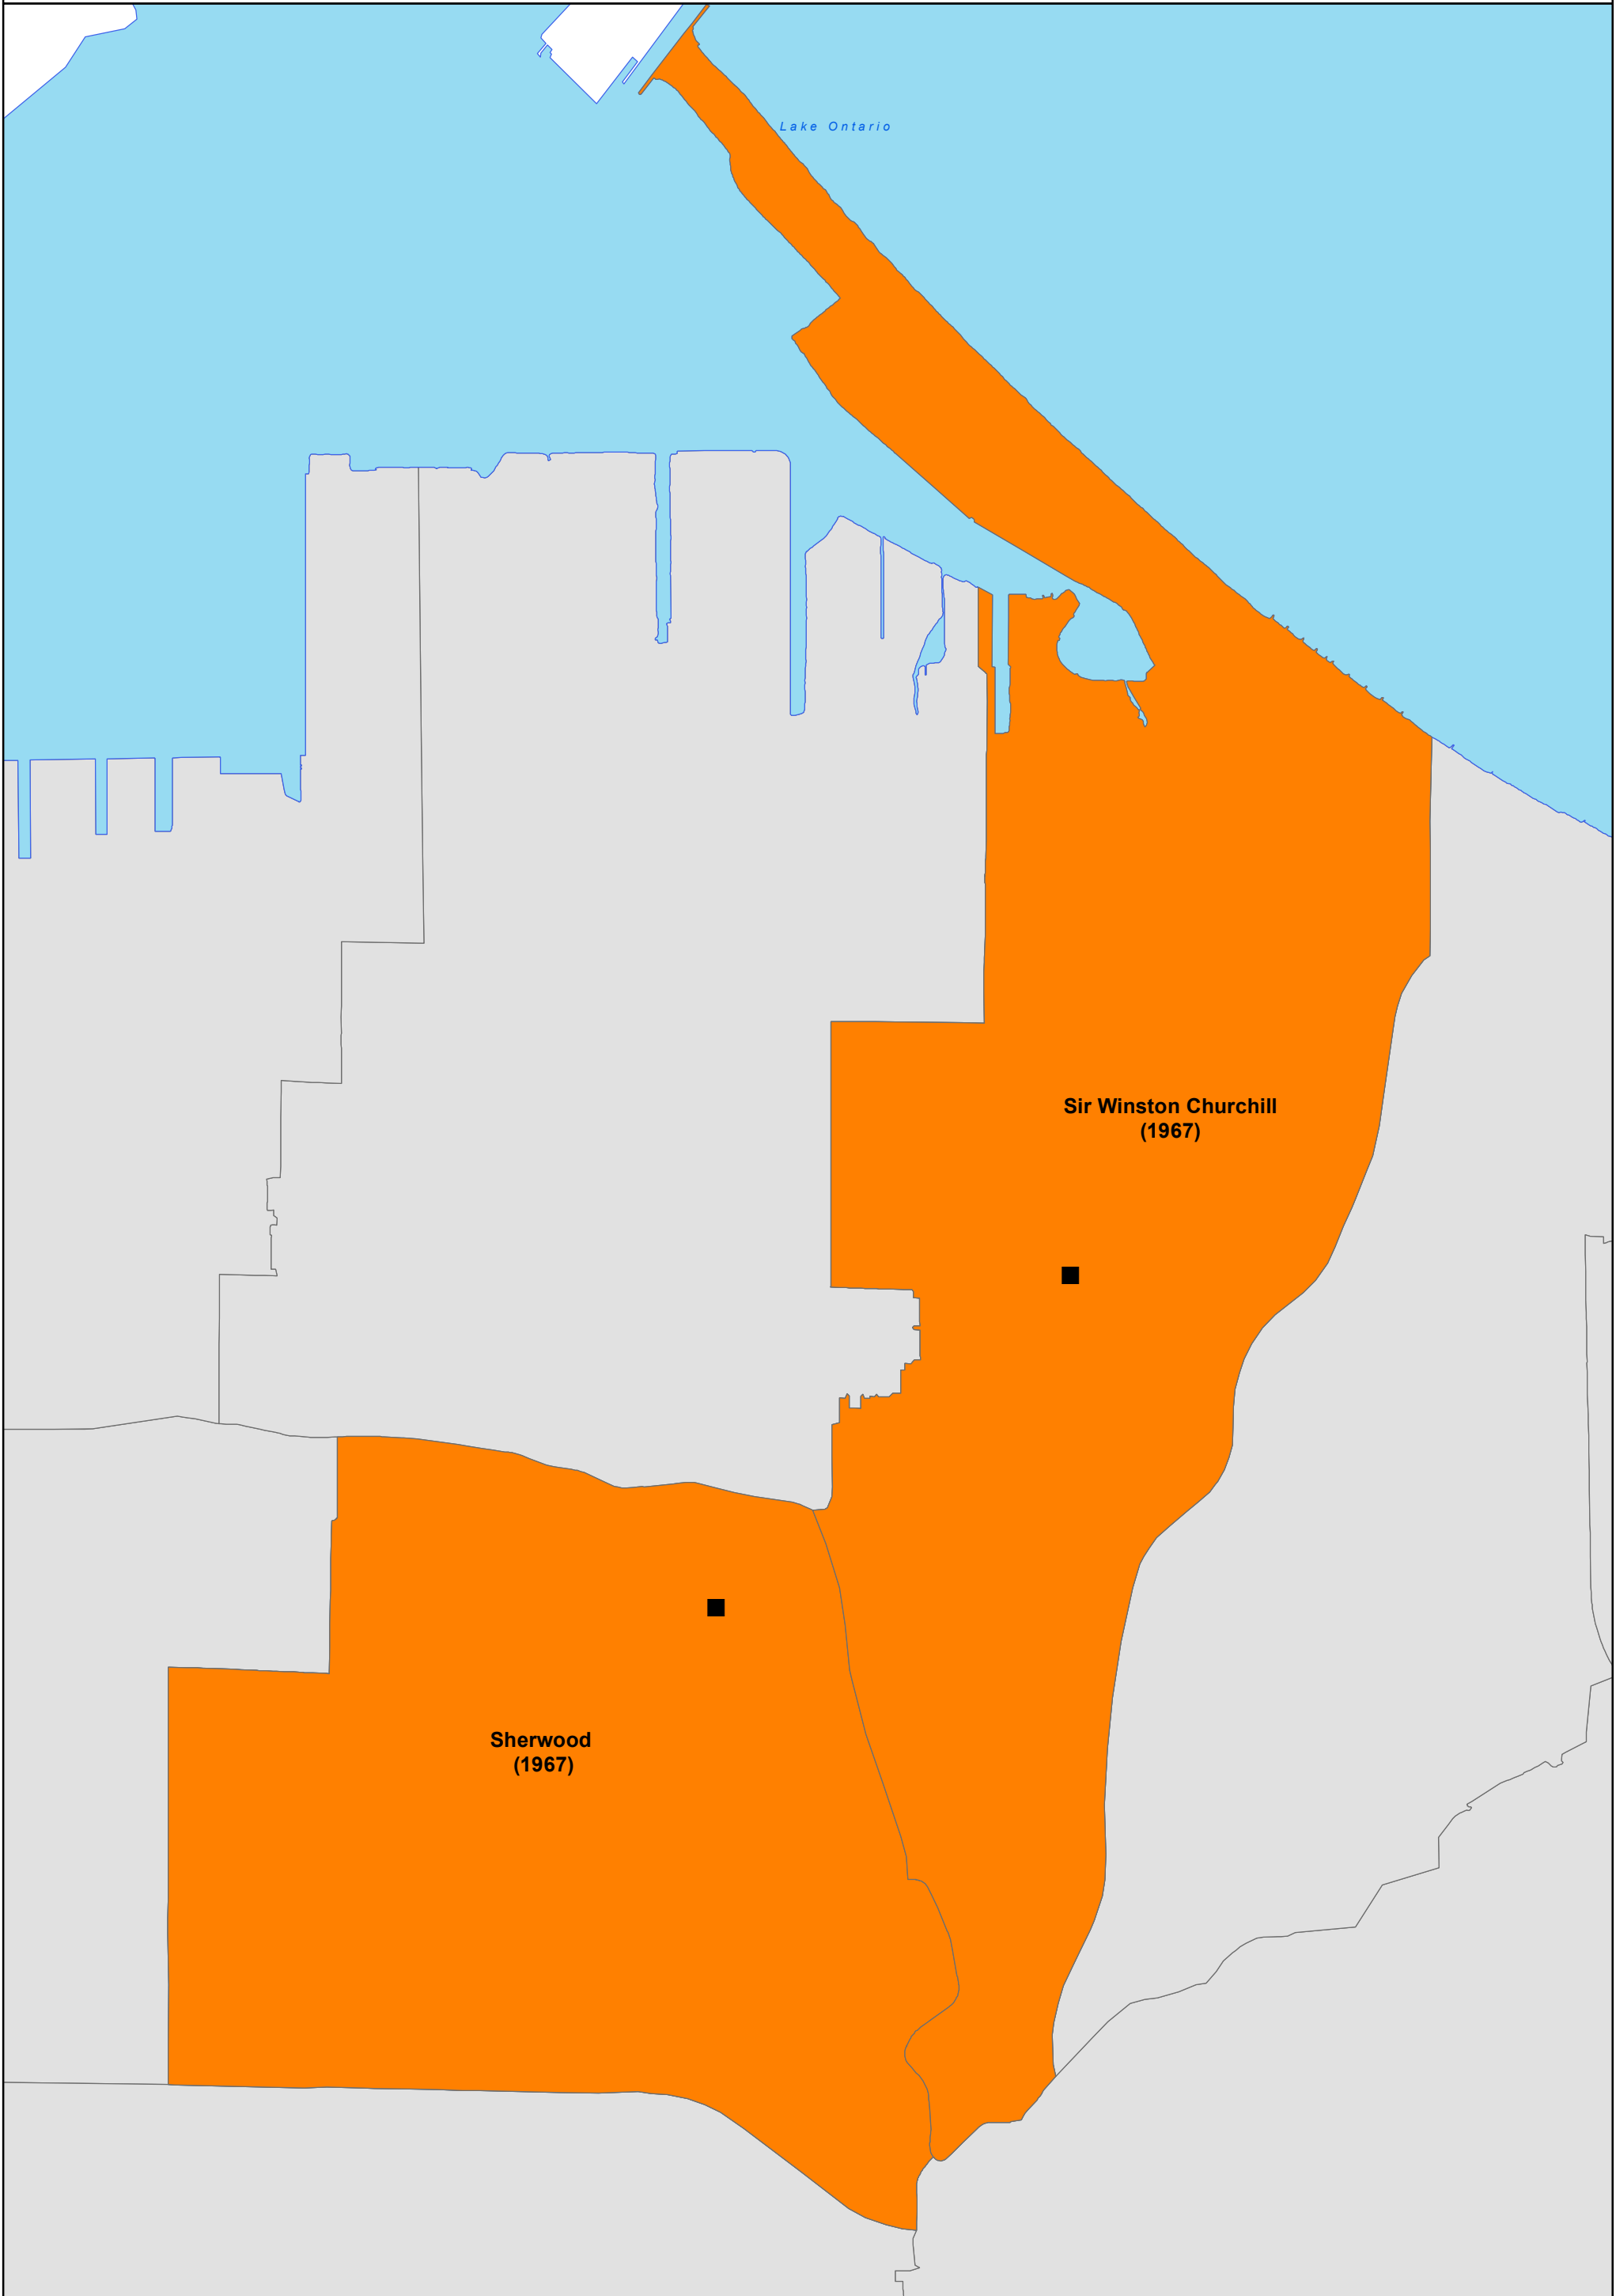 Lake Ontario
Sir Winston Churchill
(1967)
Sherwood
(1967)